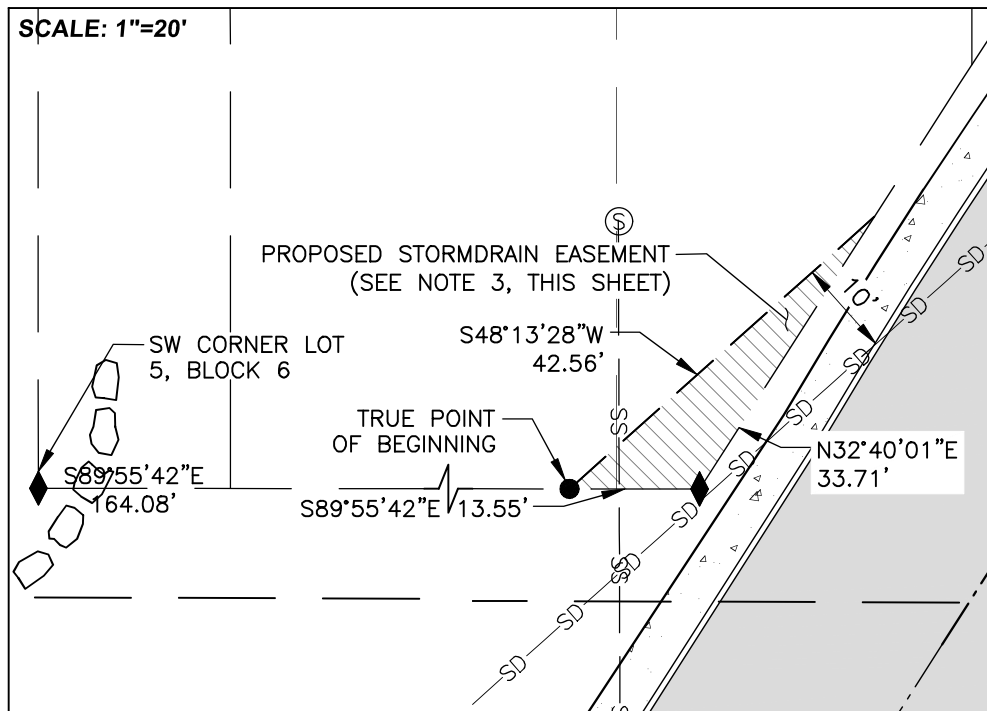 SCALE: 1"=20'
S
PROPOSED STORMDRAIN EASEMENT
(SEE NOTE 3, THIS SHEET)
SD
10'
SD
S48°13'28"W
42.56'
SW CORNER LOT
5, BLOCK 6
SD
SD
TRUE POINT
OF BEGINNING
SS
SD
N32°40'01"E
33.71'
S89°55'42"E
164.08'
S89°55'42"E 13.55'
SD
SD
SS
SD
SD
SS